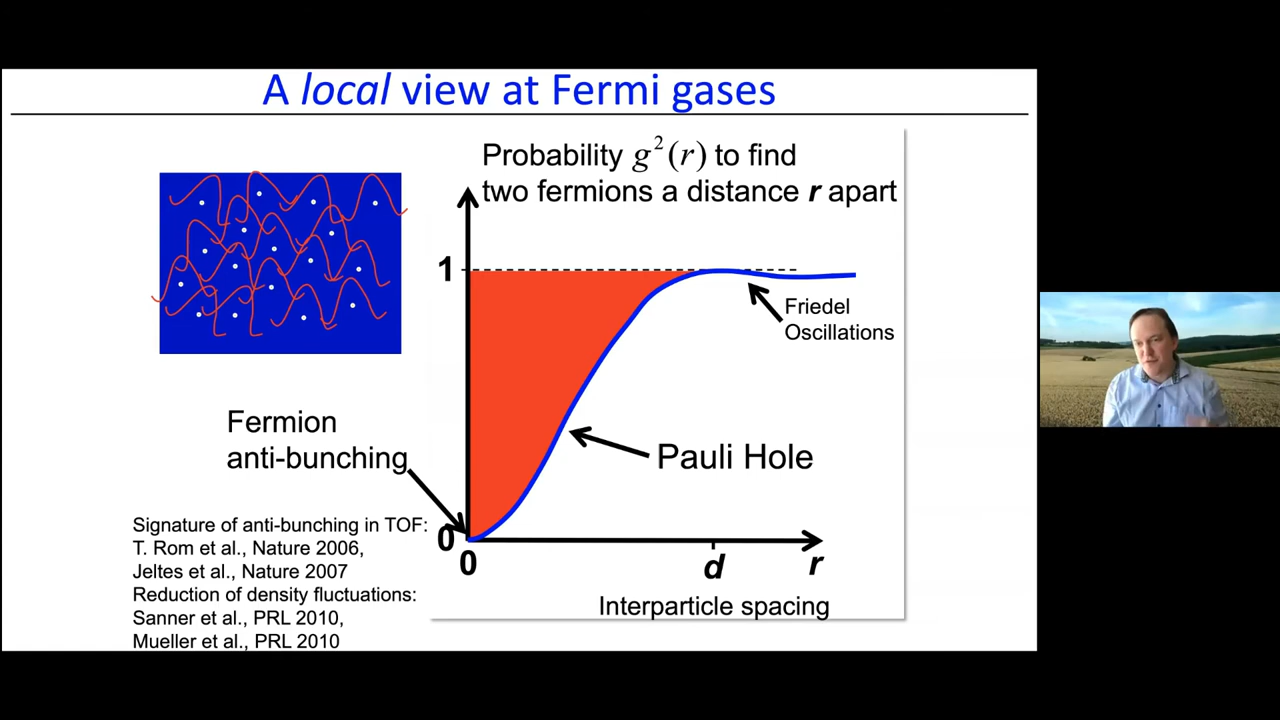 A local view at Fermi gases
Probability g²(r) to find
two fermions a distance r apart
1
Friedel
Oscillations
Fermion
anti-bunching
Pauli Hole
Signature of anti-bunching in TOF:
T. Rom et al., Nature 2006,
Jeltes et al., Nature 2007
Reduction of density fluctuations:
Sanner et al., PRL 2010,
Mueller et al., PRL 2010
0
0
d
r
Interparticle spacing